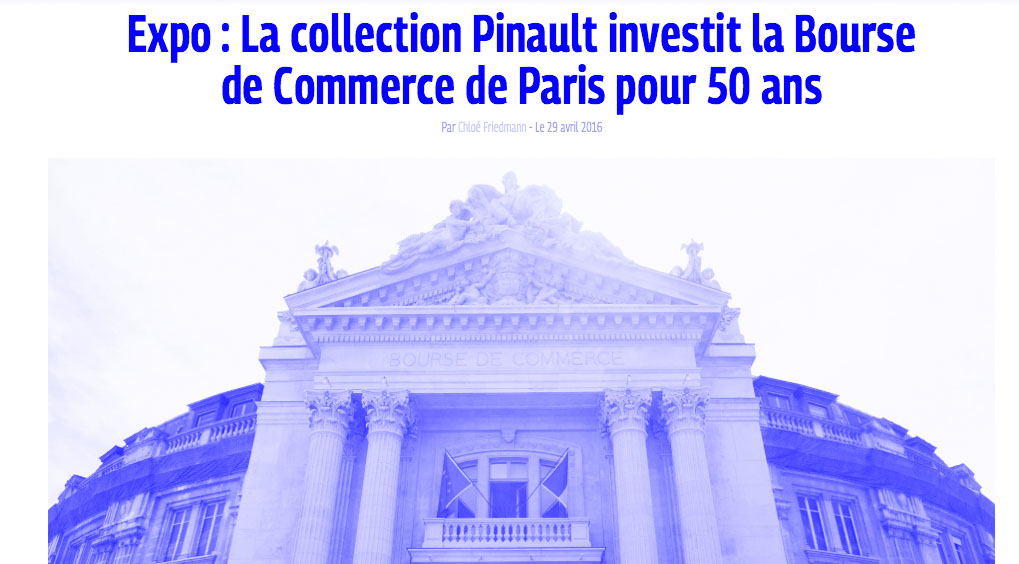 Expo : La collection Pinault investit la Bourse
de Commerce de Paris pour 50 ans
Par Chloé Friedmann - Le 29 avril 2016
BOURSE DE COMMERCE